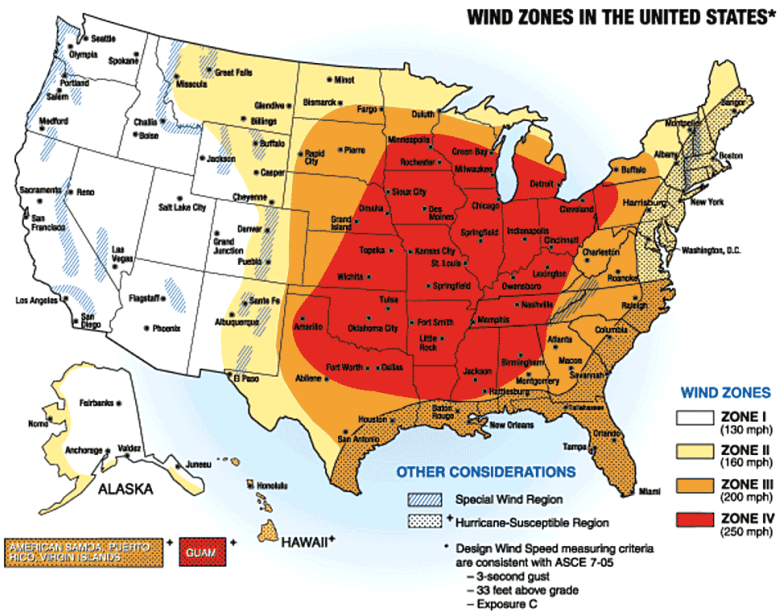 WIND ZONES IN THE UNITED STATES*
Seattle
Olympia
Spokane
Portland
Salem
Medford
Missoula
Great Falls
Glendive
Billings
Challis
Boise
Minot
Bismarck
Fargo
Duluth
Buffalo
Jackson
Casper
Cheyenne
Rapid City
Pierre
Minneapolis
Rochester
Green Bay
Milwaukee
Detroit
Buffalo
Albany
Montpelier
Bangor
Boston
New York
Harrisburg
Washington, D.C.
Sacramento
San Francisco
Reno
Salt Lake City
Las Vegas
Grand Junction
Denver
Pueblo
Grand Island
Sioux City
Omaha
Des Moines
Chicago
Cleveland
Springfield
Indianapolis
Cincinnati
Topeka
Kansas City
St. Louis
Wichita
Springfield
Lexington
Owensboro
Charleston
Roanoke
Raleigh
Los Angeles
San Diego
Flagstaff
Phoenix
Santa Fe
Albuquerque
El Paso
Amarillo
Tulsa
Oklahoma City
Fort Smith
Little Rock
Memphis
Nashville
Fort Worth
Dallas
Abilene
Atlanta
Birmingham
Macon
Columbia
Savannah
Montgomery
Jackson
Hattiesburg
Houston
San Antonio
Baton Rouge
New Orleans
Tallahassee
Orlando
Tampa
Miami
Fairbanks
Nome
Anchorage
Valdez
Juneau
ALASKA
Honolulu
HAWAII+
AMERICAN SAMOA, PUERTO
RICO, VIRGIN ISLANDS
+
GUAM
+
WIND ZONES
ZONE I
(130 mph)
ZONE II
(160 mph)
ZONE III
(200 mph)
ZONE IV
(250 mph)
OTHER CONSIDERATIONS
Special Wind Region
+ Hurricane-Susceptible Region
* Design Wind Speed measuring criteria
are consistent with ASCE 7-05
– 3-second gust
– 33 feet above grade
– Exposure C